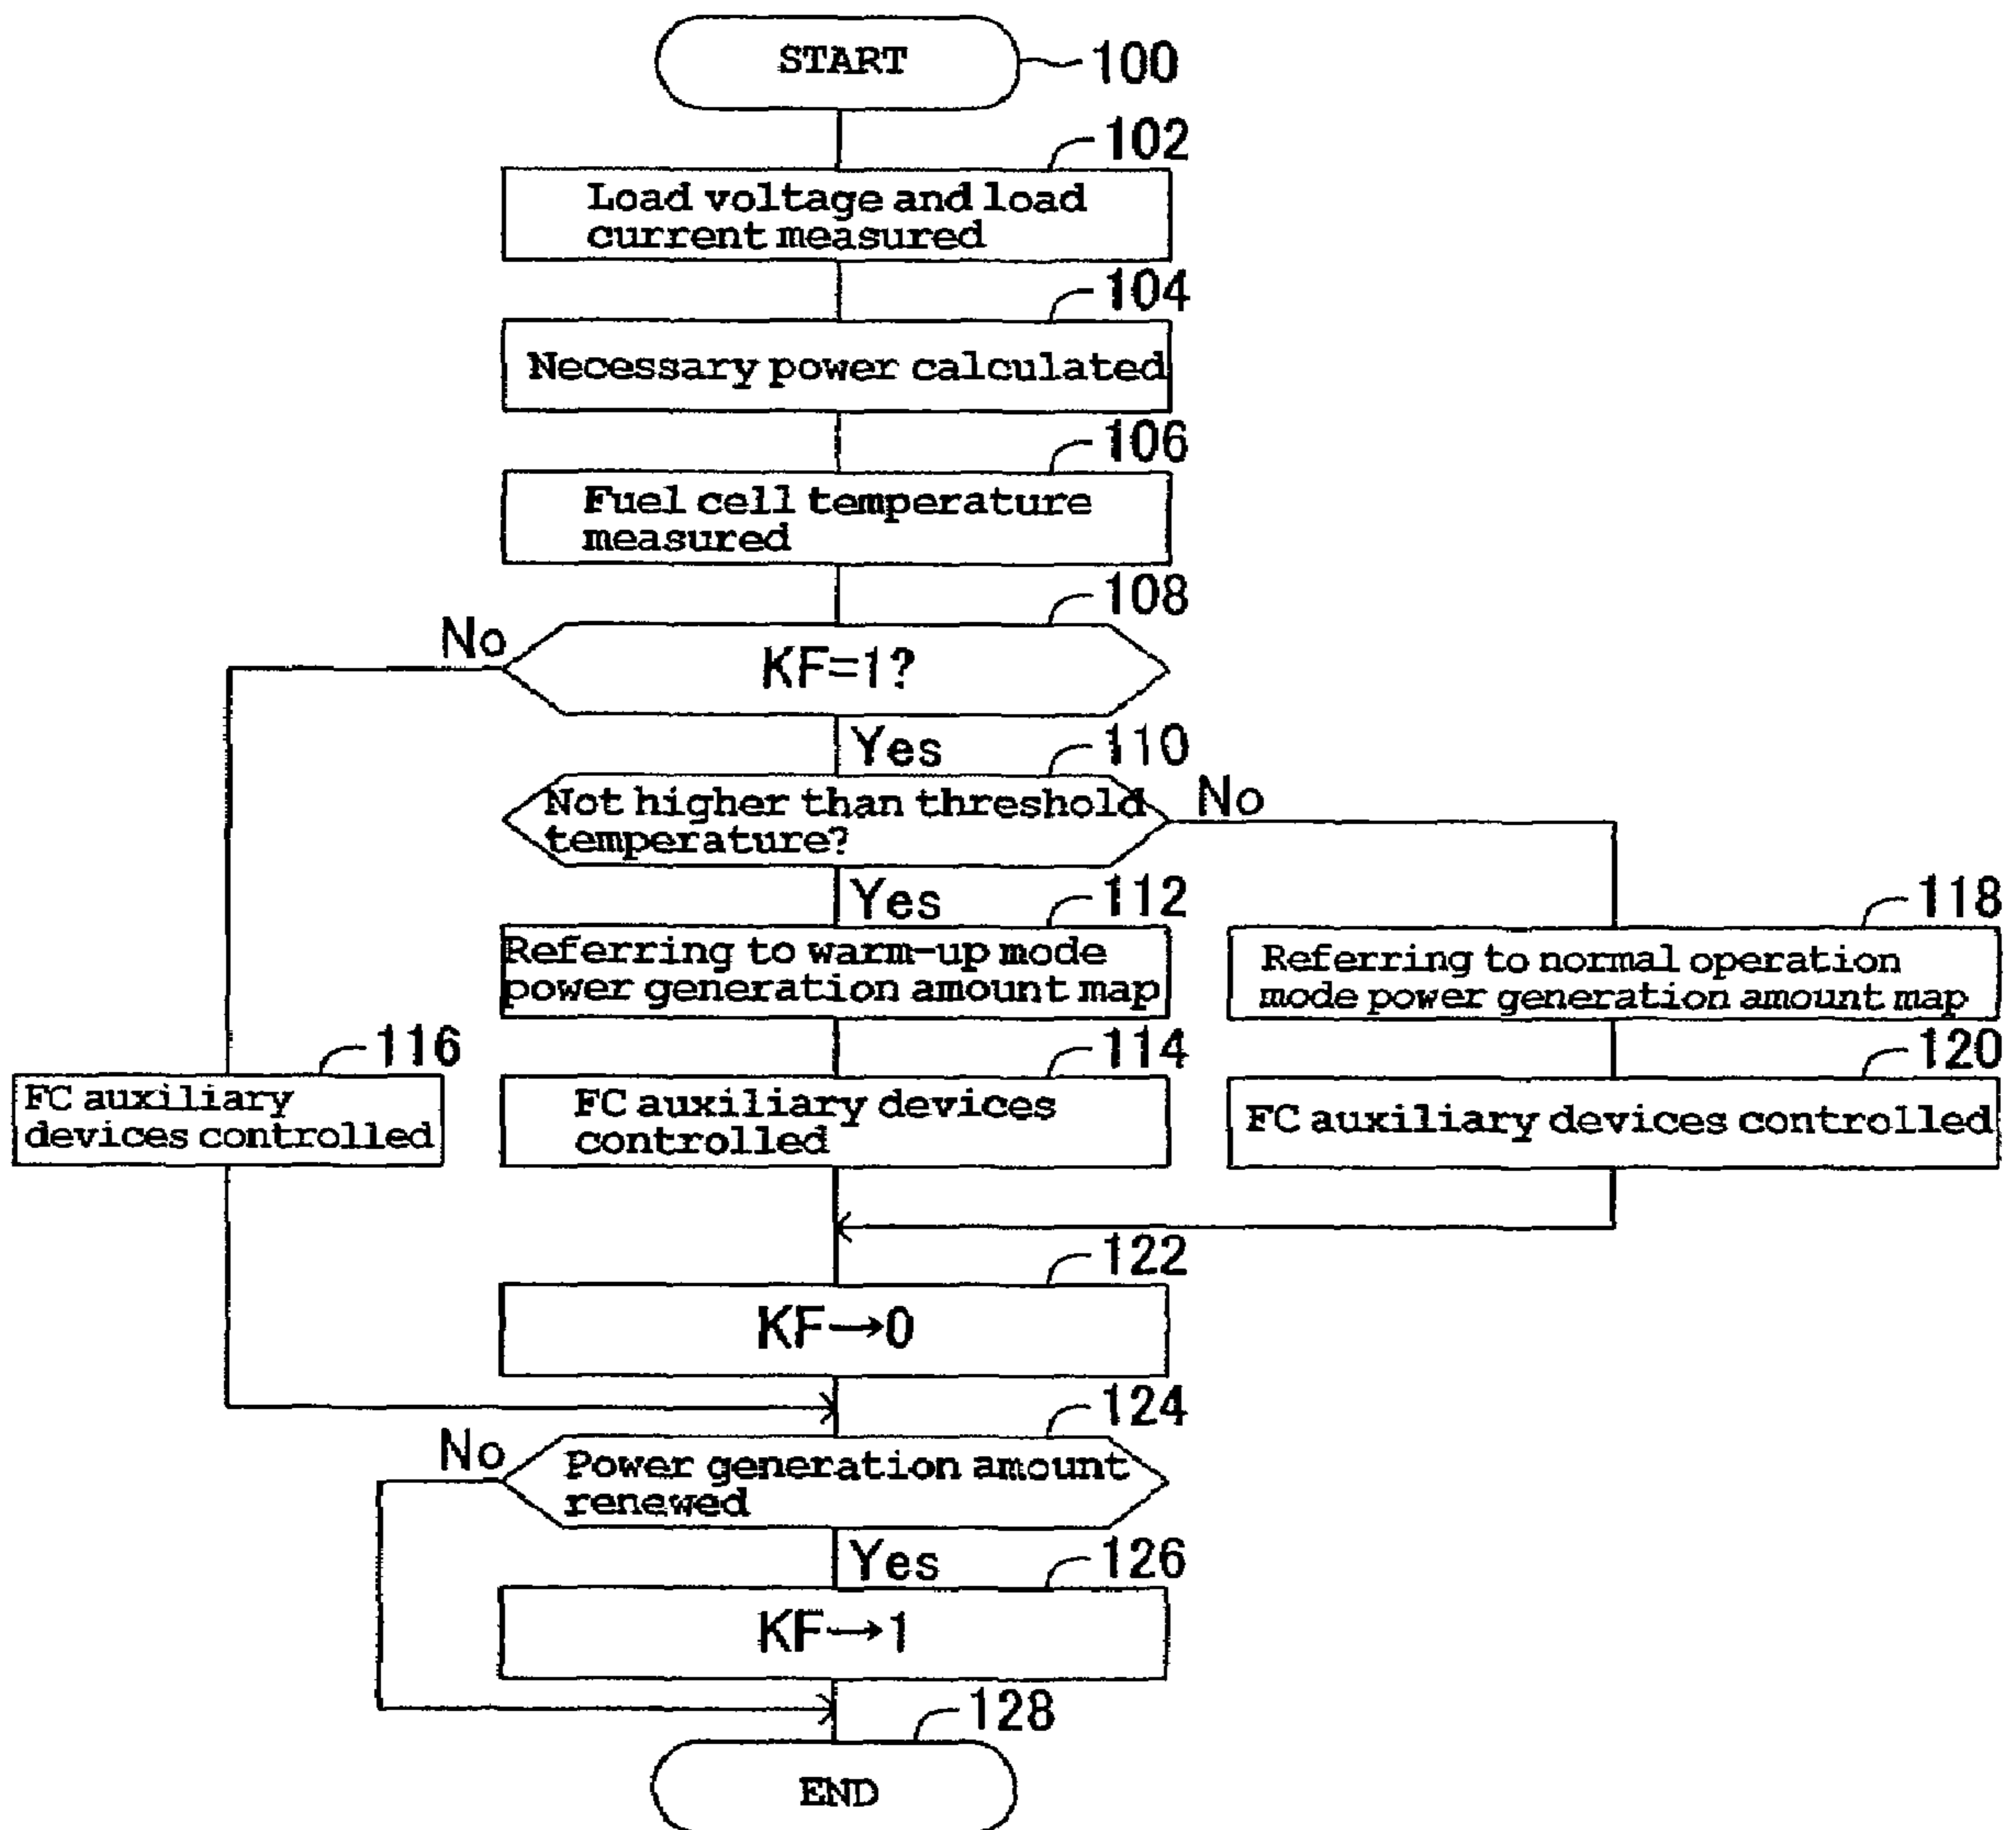 START
100
102
Load voltage and load
current measured
104
Necessary power calculated
106
Fuel cell temperature
measured
108
No
KF=1?
Yes
110
Not higher than threshold
temperature?
No
Yes
112
Referring to warm-up mode
power generation amount map
118
Referring to normal operation
mode power generation amount map
116
FC auxiliary
devices controlled
114
FC auxiliary devices
controlled
120
FC auxiliary devices controlled
122
KF→0
124
No
Power generation amount
renewed
Yes
126
KF→1
128
END